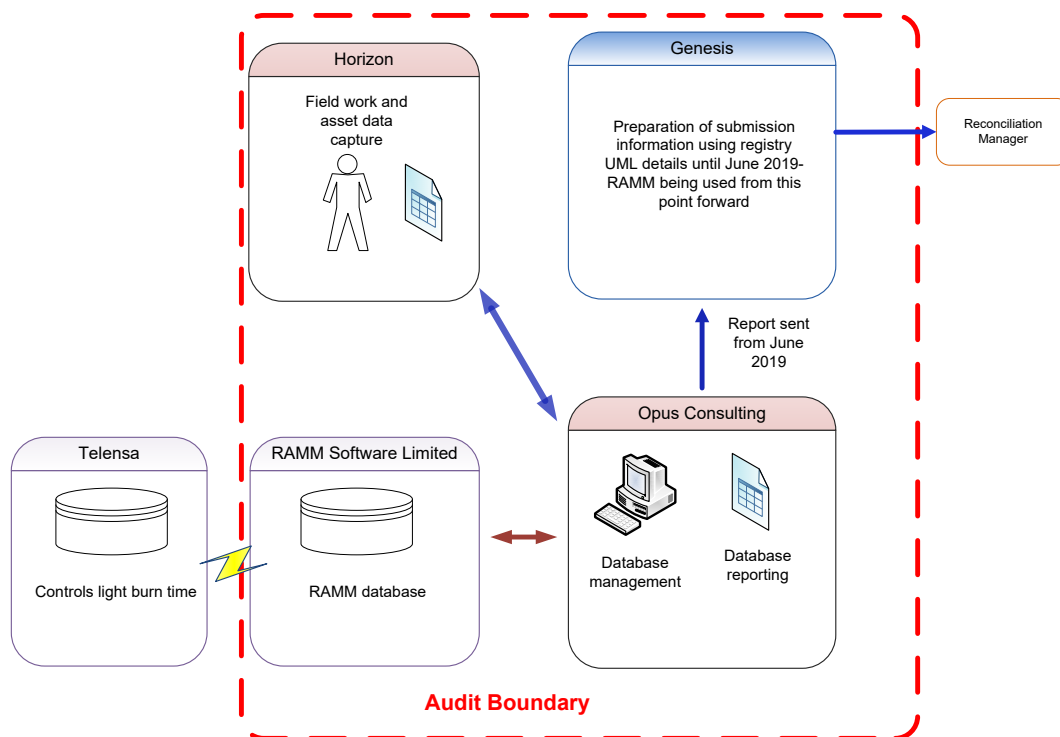 Horizon
Field work and
asset data
capture
Genesis
Preparation of submission
information using registry
UML details until June 2019-
RAMM being used from this
point forward
Reconciliation
Manager
Report sent
from June
2019
Opus Consulting
Database
management
Database
reporting
Telensa
Controls light burn time
RAMM Software Limited
RAMM database
Audit Boundary